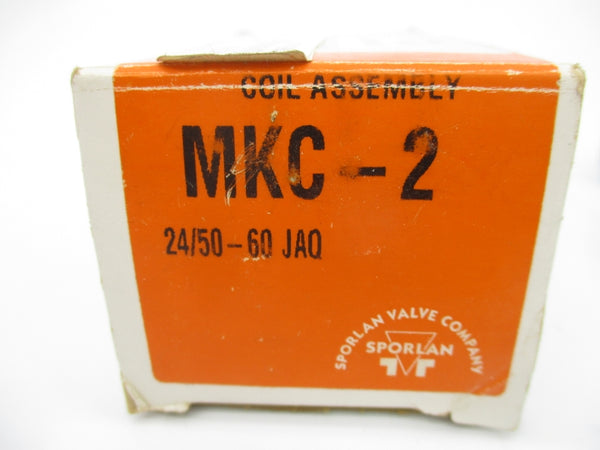 COIL ASSEMBLY
MKC-2
24/50-60 JAQ
SPORLAN VALVE COMPANY
SPORLAN